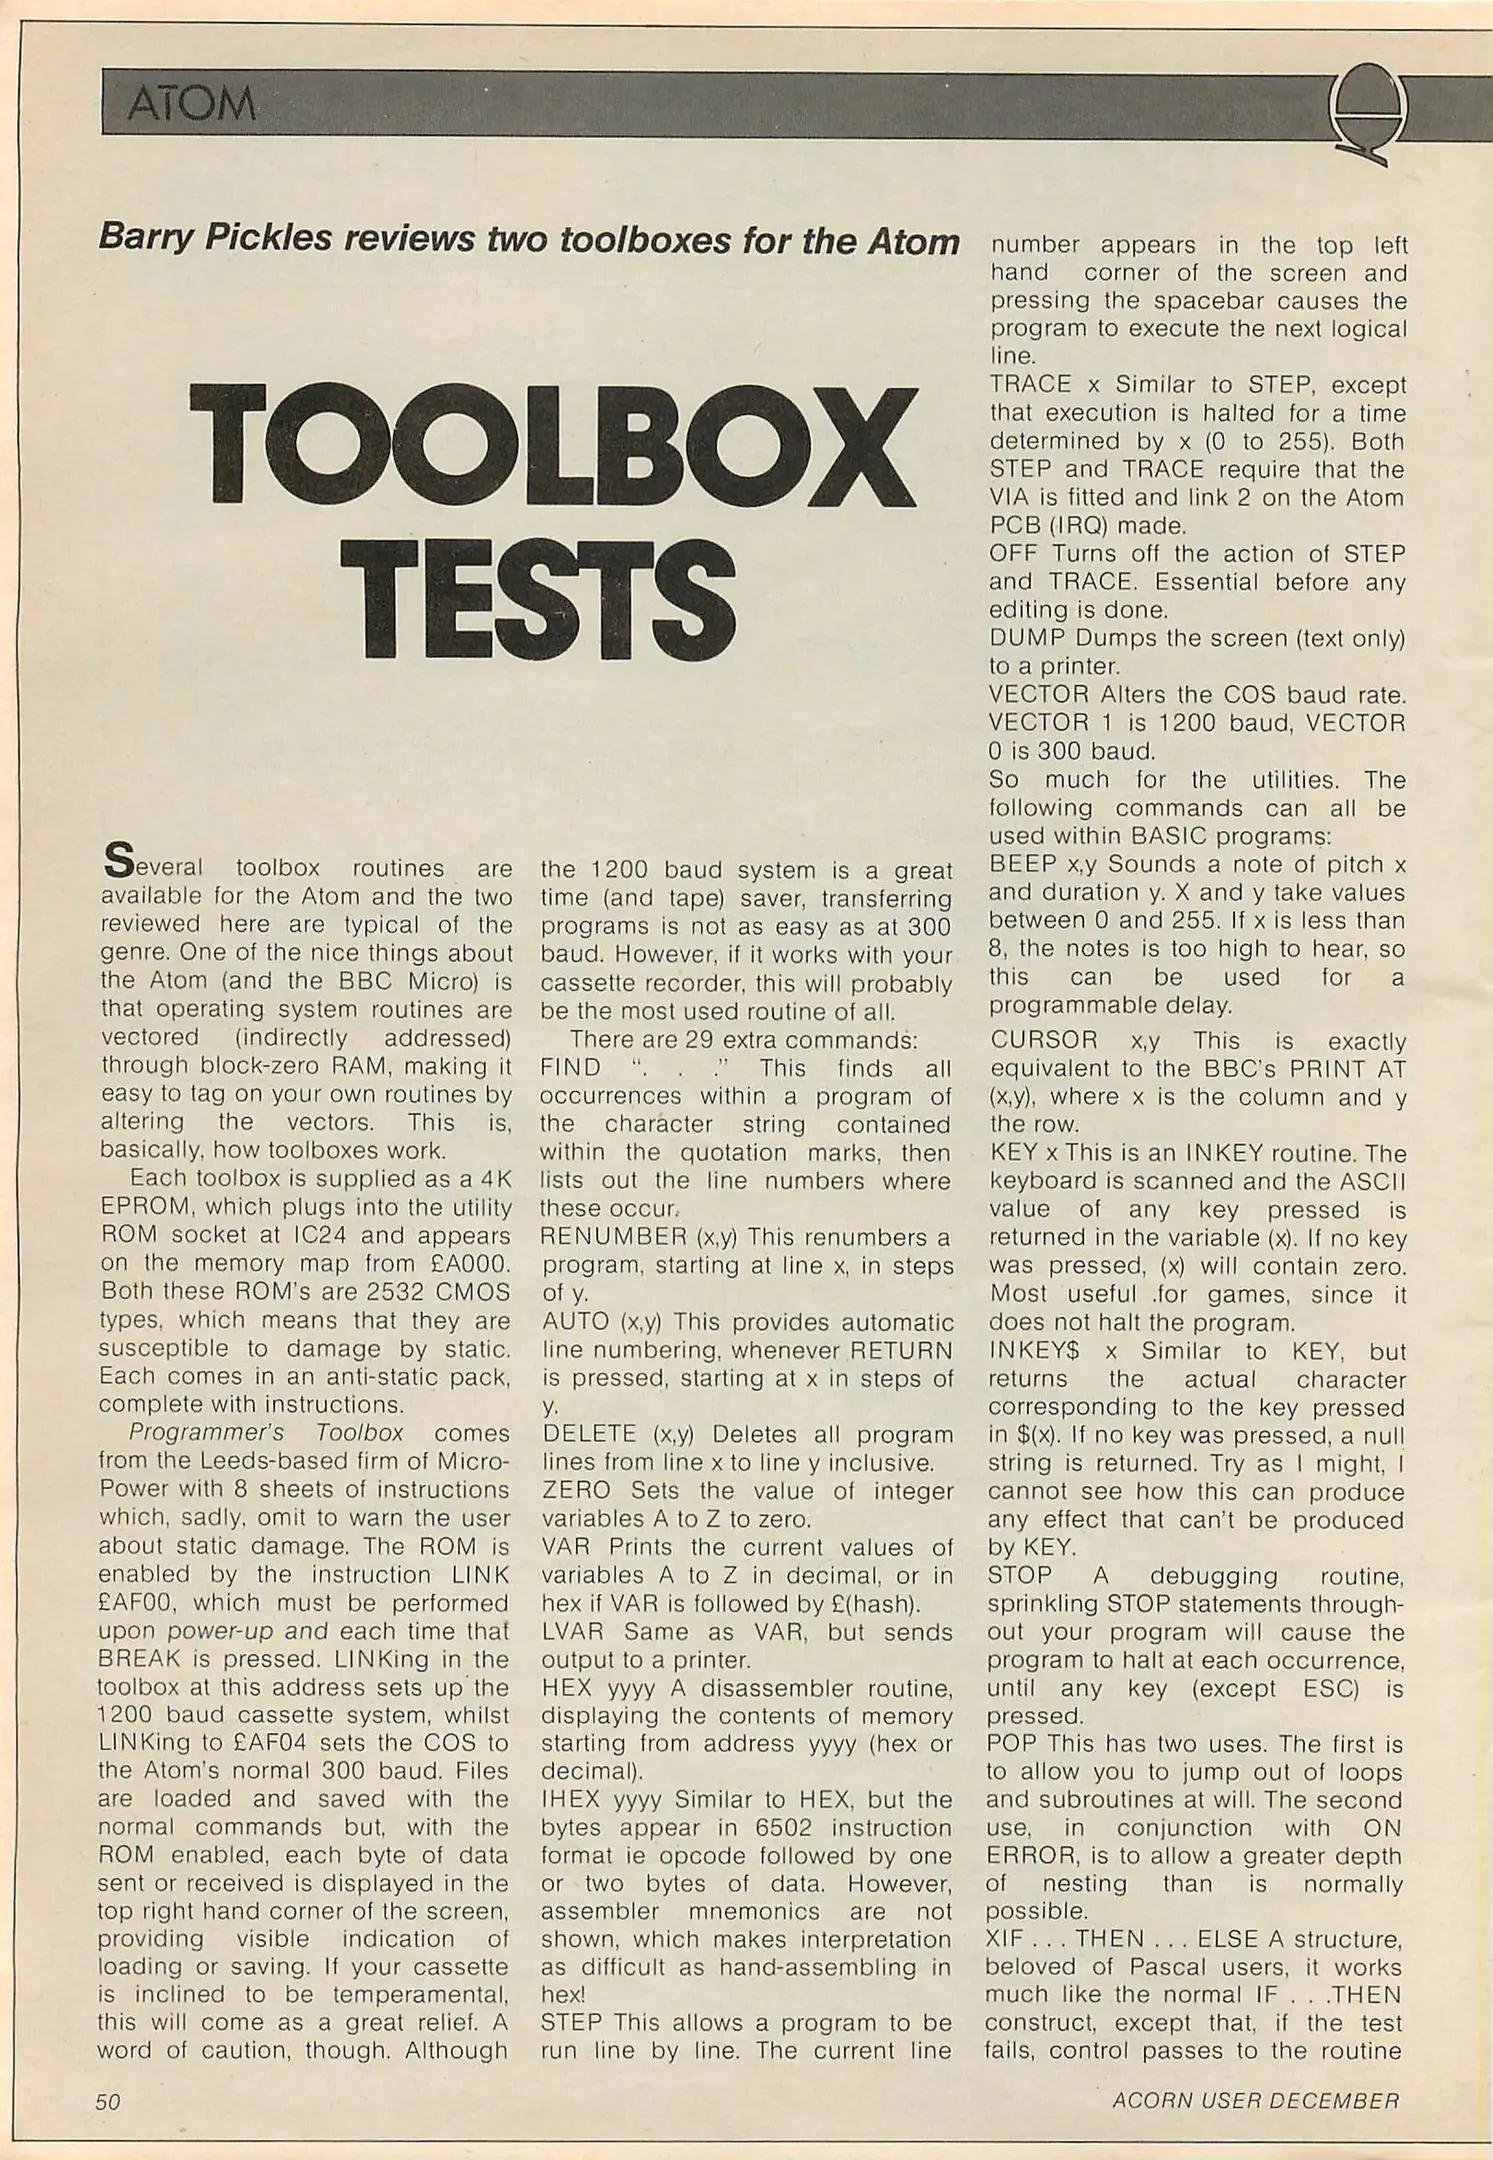 ATOM
Barry Pickles reviews two toolboxes for the Atom
TOOLBOX
TESTS
Several toolbox routines are
available for the Atom and the two
reviewed here are typical of the
genre. One of the nice things about
the Atom (and the BBC Micro) is
that operating system routines are
vectored (indirectly addressed)
through block-zero RAM, making it
easy to tag on your own routines by
altering the vectors. This is,
basically, how toolboxes work.
Each toolbox is supplied as a 4K
EPROM, which plugs into the utility
ROM socket at IC24 and appears
on the memory map from £A000.
Both these ROM's are 2532 CMOS
types, which means that they are
susceptible to damage by static.
Each comes in an anti-static pack,
complete with instructions.
Programmer's Toolbox comes
from the Leeds-based firm of Micro-
Power with 8 sheets of instructions
which, sadly, omit to warn the user
about static damage. The ROM is
enabled by the instruction LINK
£AF00, which must be performed
upon power-up and each time that
BREAK is pressed. LINKing in the
toolbox at this address sets up the
1200 baud cassette system, whilst
LINKing to £AF04 sets the COS to
the Atom's normal 300 baud. Files
are loaded and saved with the
normal commands but, with the
ROM enabled, each byte of data
sent or received is displayed in the
top right hand corner of the screen,
providing visible indication of
loading or saving. If your cassette
is inclined to be temperamental,
this will come as a great relief. A
word of caution, though. Although
the 1200 baud system is a great
time (and tape) saver, transferring
programs is not as easy as at 300
baud. However, if it works with your
cassette recorder, this will probably
be the most used routine of all.
There are 29 extra commands:
FIND “. . .” This finds all
occurrences within a program of
the character string contained
within the quotation marks, then
lists out the line numbers where
these occur.
RENUMBER (x,y) This renumbers a
program, starting at line x, in steps
of y.
AUTO (x,y) This provides automatic
line numbering, whenever RETURN
is pressed, starting at x in steps of
y.
DELETE (x,y) Deletes all program
lines from line x to line y inclusive.
ZERO Sets the value of integer
variables A to Z to zero.
VAR Prints the current values of
variables A to Z in decimal, or in
hex if VAR is followed by £(hash).
LVAR Same as VAR, but sends
output to a printer.
HEX yyyy A disassembler routine,
displaying the contents of memory
starting from address yyyy (hex or
decimal).
IHEX yyyy Similar to HEX, but the
bytes appear in 6502 instruction
format ie opcode followed by one
or two bytes of data. However,
assembler mnemonics are not
shown, which makes interpretation
as difficult as hand-assembling in
hex!
STEP This allows a program to be
run line by line. The current line
number appears in the top left
hand corner of the screen and
pressing the spacebar causes the
program to execute the next logical
line.
TRACE x Similar to STEP, except
that execution is halted for a time
determined by x (0 to 255). Both
STEP and TRACE require that the
VIA is fitted and link 2 on the Atom
PCB (IRQ) made.
OFF Turns off the action of STEP
and TRACE. Essential before any
editing is done.
DUMP Dumps the screen (text only)
to a printer.
VECTOR Alters the COS baud rate.
VECTOR 1 is 1200 baud, VECTOR
0 is 300 baud.
So much for the utilities. The
following commands can all be
used within BASIC programs:
BEEP x,y Sounds a note of pitch x
and duration y. X and y take values
between 0 and 255. If x is less than
8, the notes is too high to hear, so
this can be used for a
programmable delay.
CURSOR x,y This is exactly
equivalent to the BBC's PRINT AT
(x,y), where x is the column and y
the row.
KEY x This is an INKEY routine. The
keyboard is scanned and the ASCII
value of any key pressed is
returned in the variable (x). If no key
was pressed, (x) will contain zero.
Most useful .for games, since it
does not halt the program.
INKEY$ x Similar to KEY, but
returns the actual character
corresponding to the key pressed
in $(x). If no key was pressed, a null
string is returned. Try as I might, I
cannot see how this can produce
any effect that can't be produced
by KEY.
STOP A debugging routine,
sprinkling STOP statements through-
out your program will cause the
program to halt at each occurrence,
until any key (except ESC) is
pressed.
POP This has two uses. The first is
to allow you to jump out of loops
and subroutines at will. The second
use, in conjunction with ON
ERROR, is to allow a greater depth
of nesting than is normally
possible.
XIF . . . THEN . . . ELSE A structure,
beloved of Pascal users, it works
much like the normal IF . . .THEN
construct, except that, if the test
fails, control passes to the routine
50
ACORN USER DECEMBER